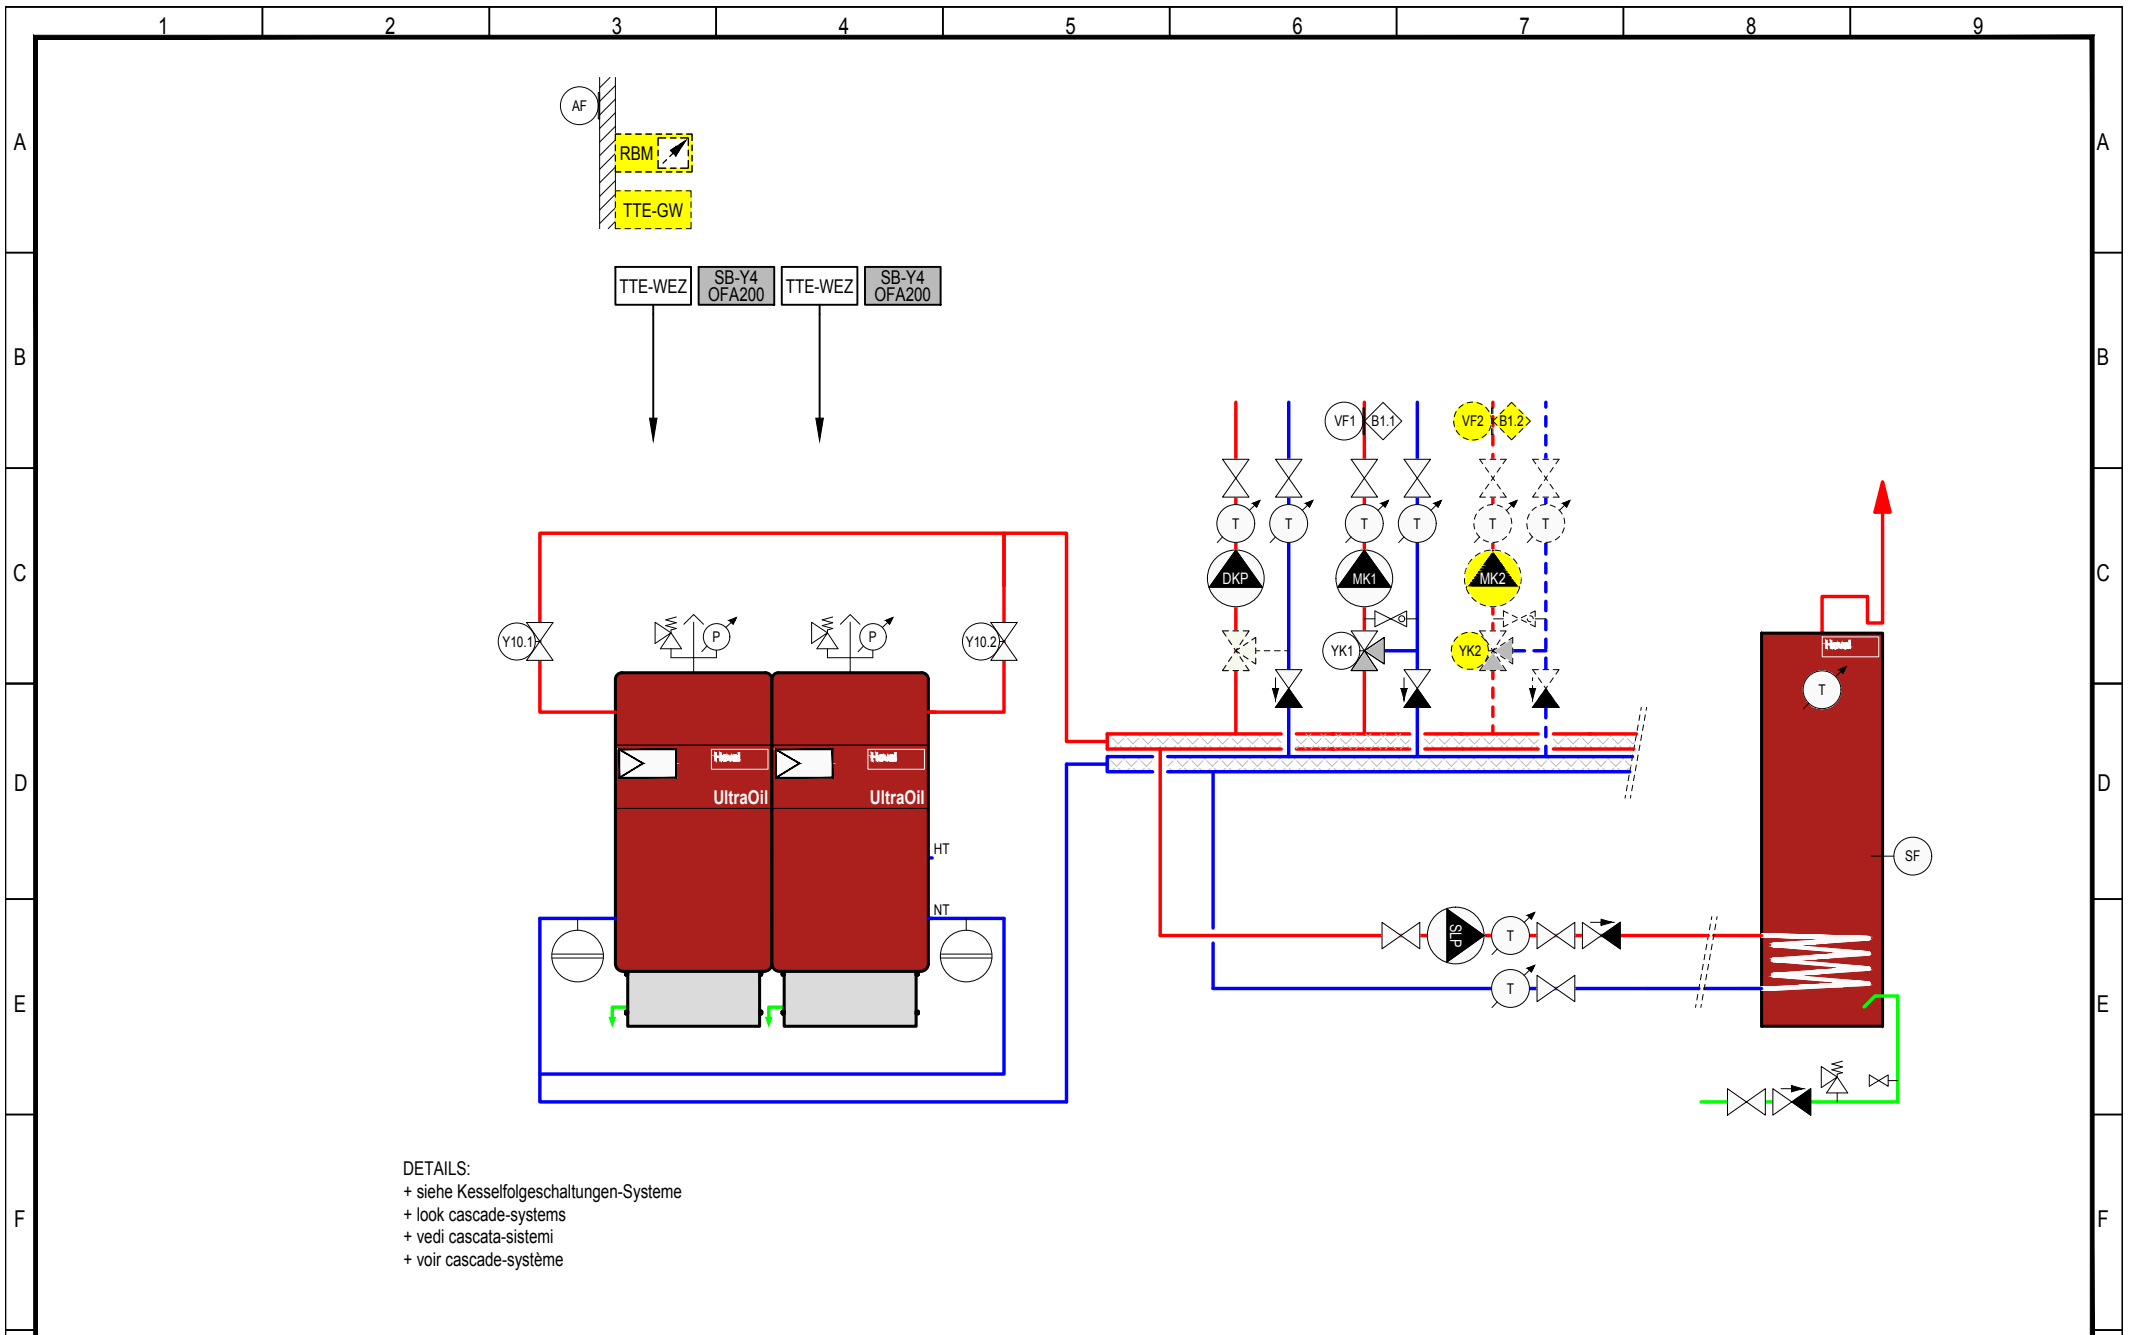 1 2 3 4 5 6 7 8 9
A A
AF
RBM
TTE-GW
TTE-WEZ SB-Y4 OFA200 TTE-WEZ SB-Y4 OFA200
B B
VF1 B1.1 VF2 B1.2
T T T T T T
C C
DKP MK1 MK2
Y10.1 P P Y10.2
YK1 YK2
Hoval
T
Hoval Hoval
D D
UltraOil UltraOil
HT
SF
NT
SLP T
T
E E
DETAILS:
+ siehe Kesselfolgeschaltungen-Systeme
+ look cascade-systems
F F
+ vedi cascata-sistemi
+ voir cascade-système